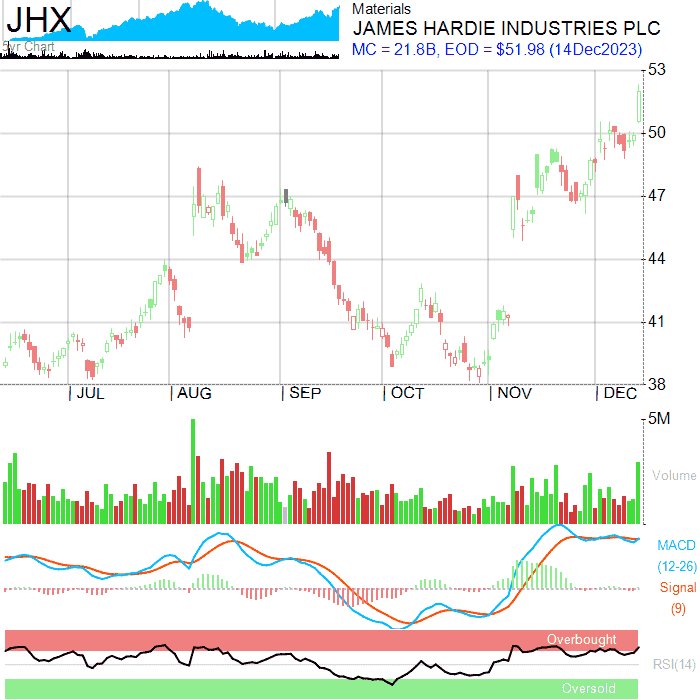 JHX
5yr Chart
Materials
JAMES HARDIE INDUSTRIES PLC
MC = 21.8B, EOD = $51.98 (14Dec2023)
53
50
47
44
41
38
JUL
AUG
SEP
OCT
NOV
DEC
5M
Volume
MACD
(12-26)
Signal
(9)
Overbought
RSI(14)
Oversold